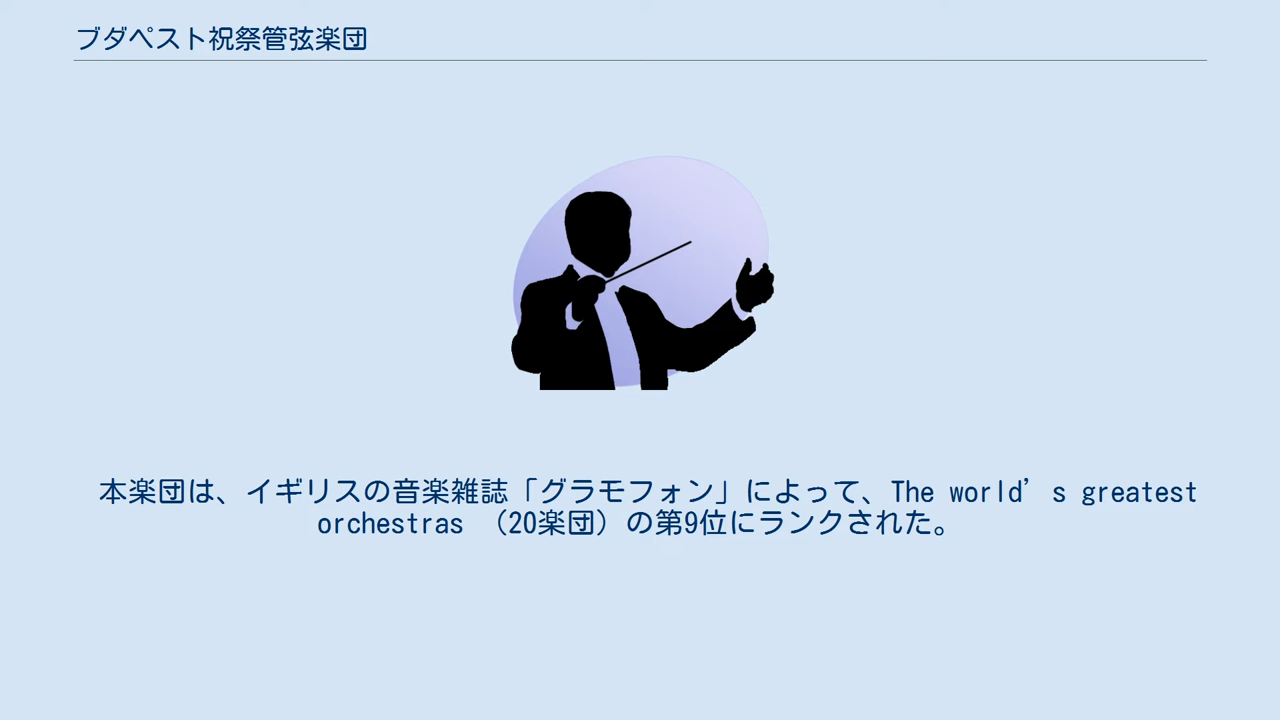 ブダペスト祝祭管弦楽団
本楽団は、イギリスの音楽雑誌「グラモフォン」によって、The world’s greatest
orchestras （20楽団）の第9位にランクされた。